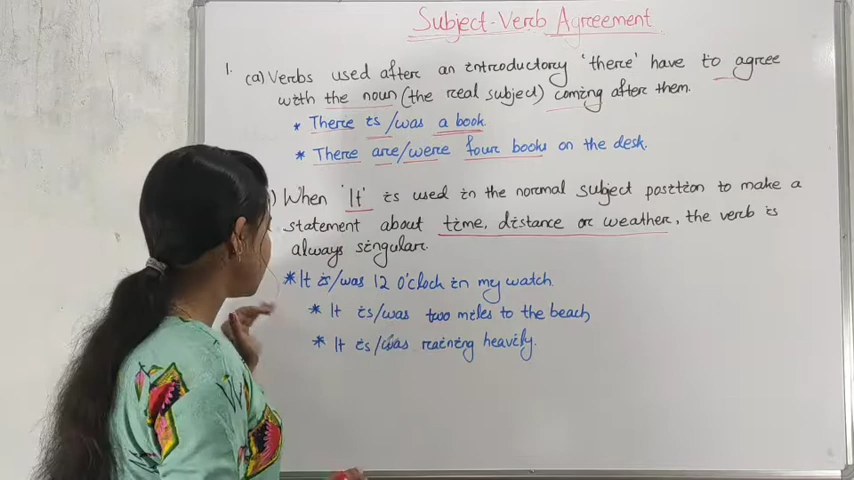 Subject-Verb Agreement
1. (a) Verbs used after an introductory 'there' have to agree
with the noun (the real subject) coming after them.
* There is/was a book
* There are/were four books on the desk.
) When 'It' is used in the normal subject position to make a
statement about time, distance or weather, the verb is
always singular.
* It is/was 12 O'clock in my watch.
* It is/was two miles to the beach
* It is/was raining heavily.